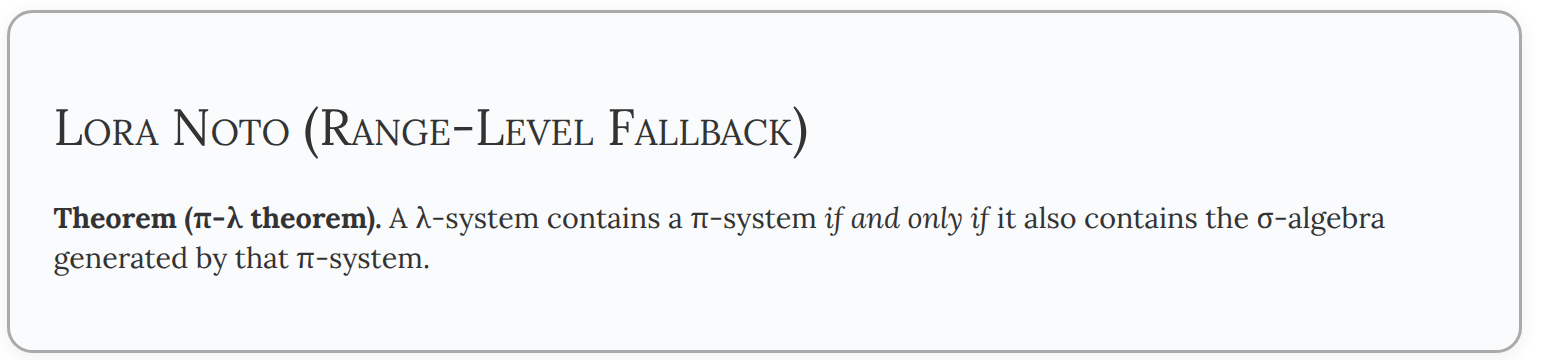 Lora Noto (Range-Level Fallback)
Theorem (π-λ theorem). A λ-system contains a π-system if and only if it also contains the σ-algebra
generated by that π-system.